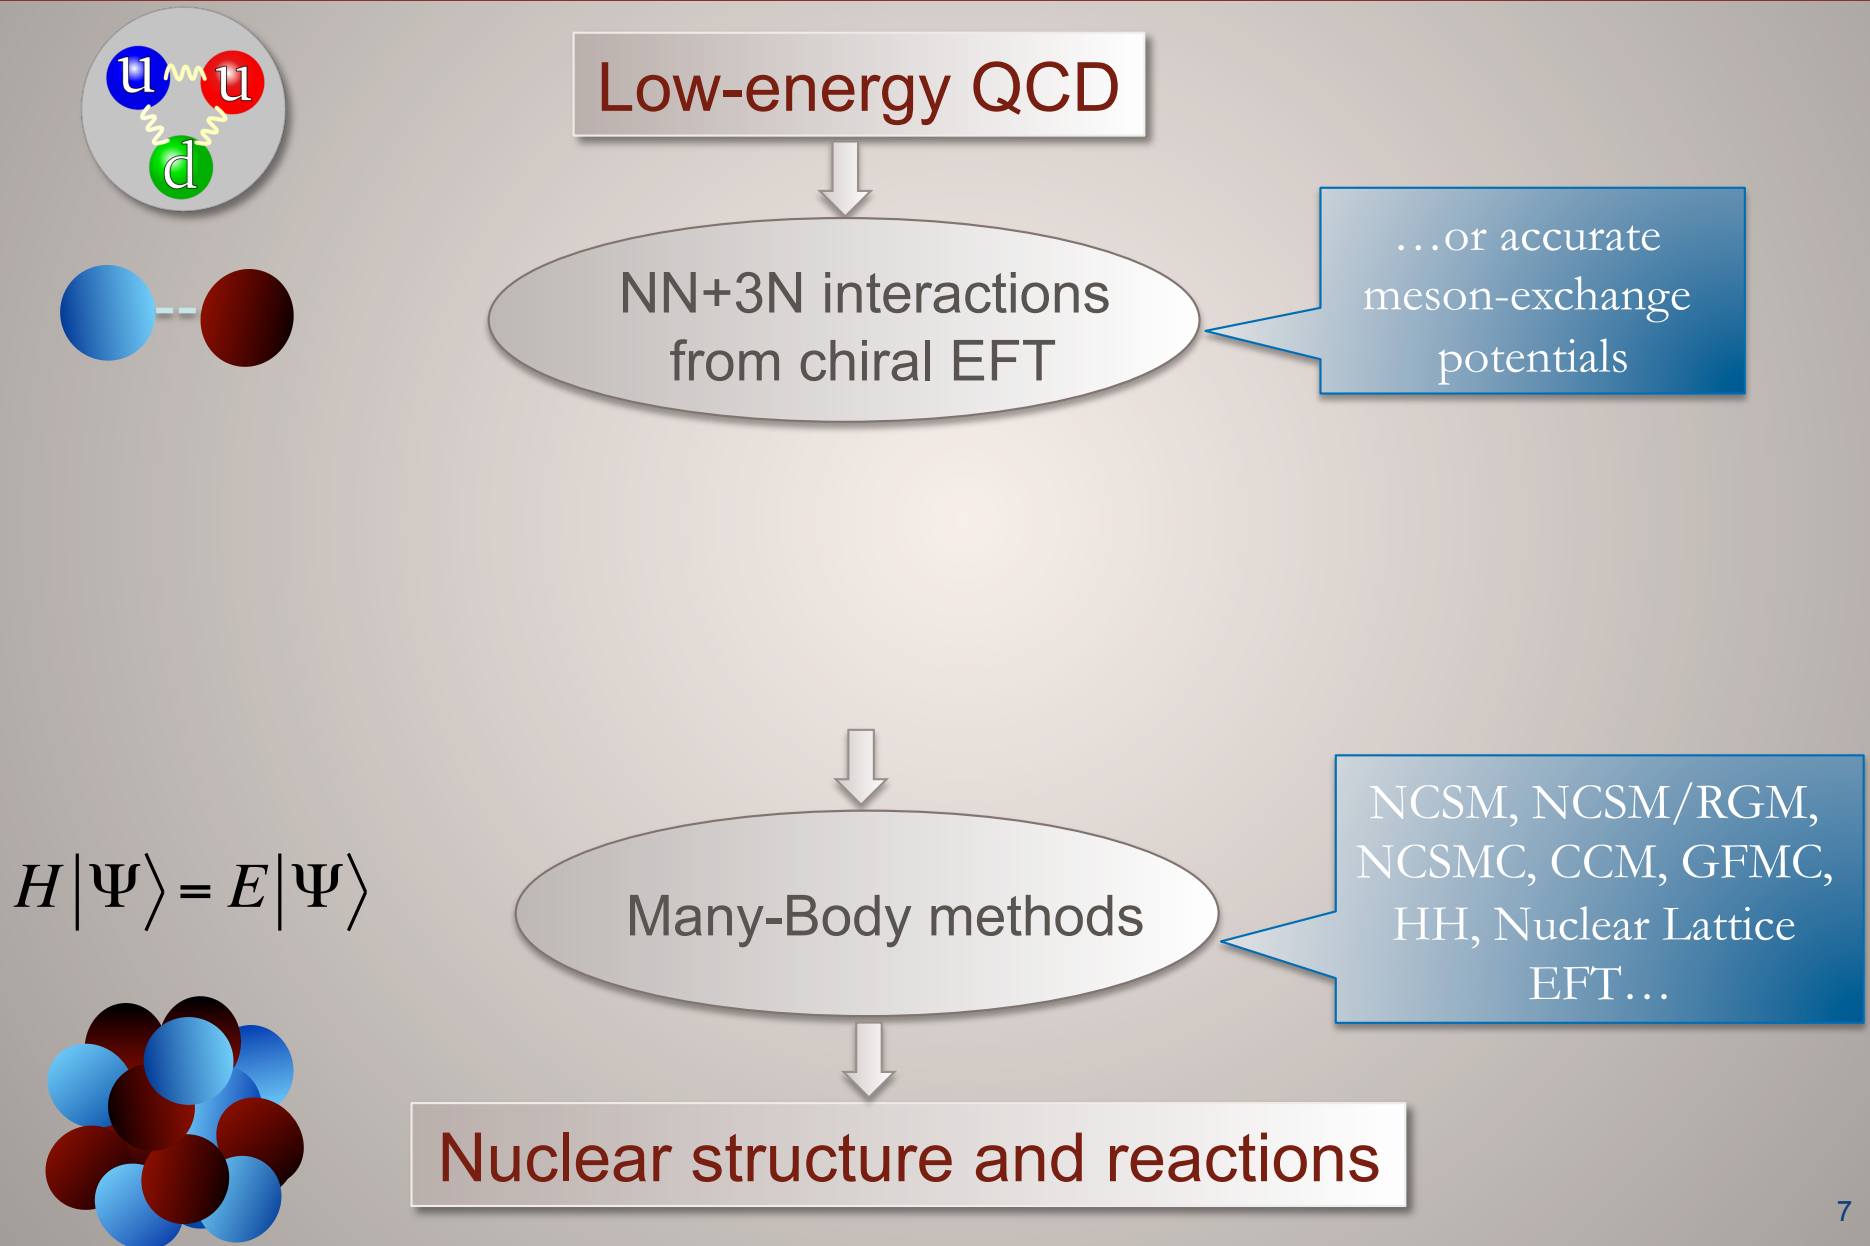 u u
d
Low-energy QCD
NN+3N interactions
from chiral EFT
…or accurate
meson-exchange
potentials
H|Ψ⟩ = E|Ψ⟩
Many-Body methods
NCSM, NCSM/RGM,
NCSMC, CCM, GFMC,
HH, Nuclear Lattice
EFT…
Nuclear structure and reactions
7